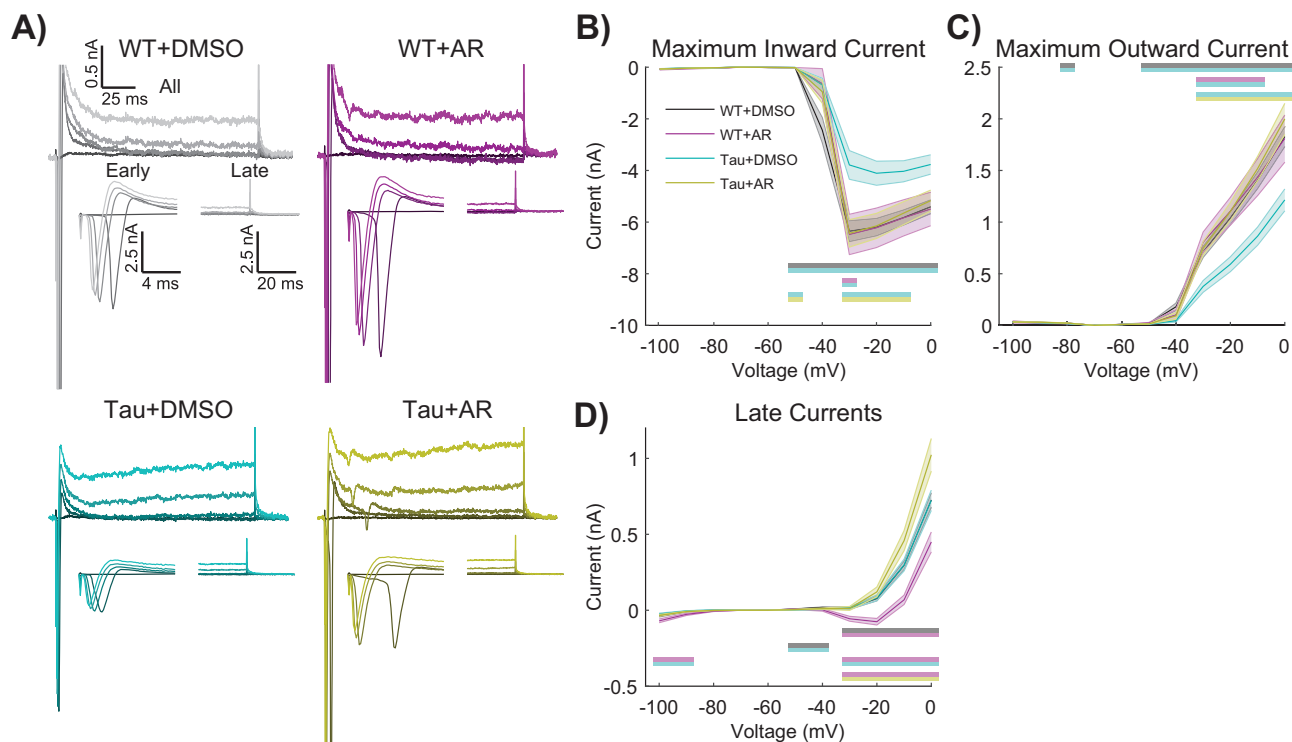 A)
WT+DMSO
0.5 nA
25 ms
All
Early
Late
2.5 nA
4 ms
2.5 nA
20 ms
WT+AR
Tau+DMSO
Tau+AR
B)
Maximum Inward Current
0
-2
-4
-6
-8
-10
Current (nA)
WT+DMSO
WT+AR
Tau+DMSO
Tau+AR
-100
-80
-60
-40
-20
0
Voltage (mV)
C)
Maximum Outward Current
2.5
2
1.5
1
0.5
0
-100
-80
-60
-40
-20
0
Voltage (mV)
D)
Late Currents
1
0.5
0
-0.5
Current (nA)
-100
-80
-60
-40
-20
0
Voltage (mV)